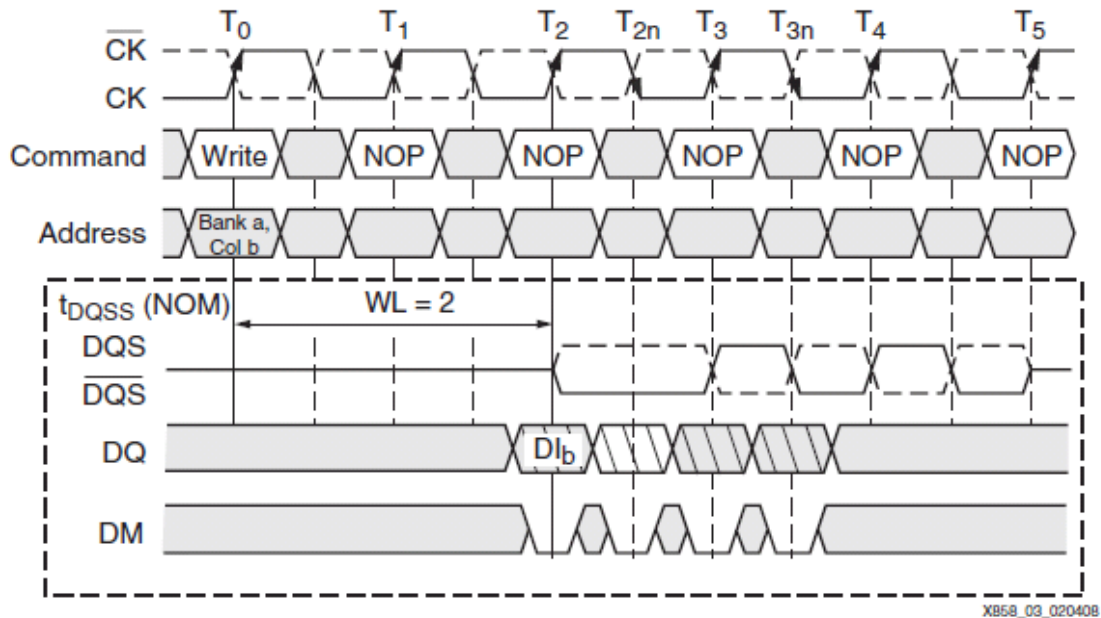 T0 T1 T2 T2n T3 T3n T4 T5
CK
CK
Command Write NOP NOP NOP NOP NOP
Address Bank a,
Col b
tDQSS (NOM) WL = 2
DQS
DQS
DQ DIb
DM
X858_03_020408